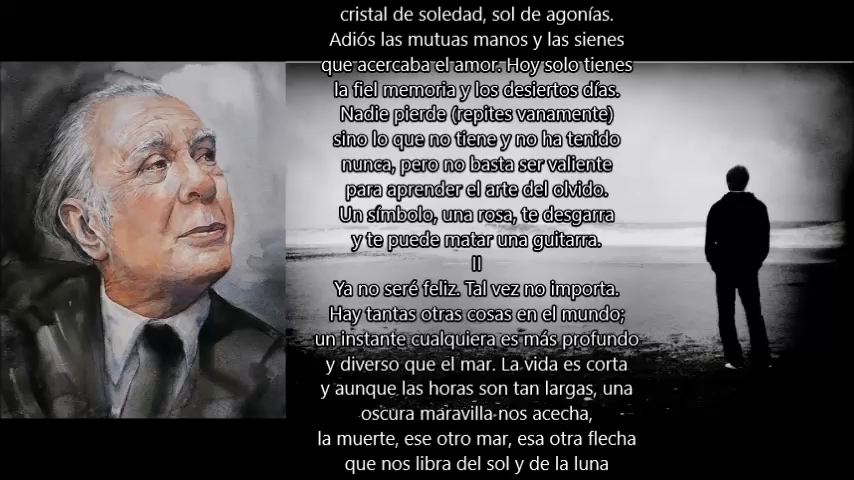 cristal de soledad, sol de agonías.
Adiós las mutuas manos y las sienes
que acercaba el amor. Hoy solo tienes
la fiel memoria y los desiertos días.
Nadie pierde (repites vanamente)
sino lo que no tiene y no ha tenido
nunca, pero no basta ser valiente
para aprender el arte del olvido.
Un símbolo, una rosa, te desgarra
y te puede matar una guitarra.
II
Ya no seré feliz. Tal vez no importa.
Hay tantas otras cosas en el mundo;
un instante cualquiera es más profundo
y diverso que el mar. La vida es corta
y aunque las horas son tan largas, una
oscura maravilla nos acecha,
la muerte, ese otro mar, esa otra flecha
que nos libra del sol y de la luna